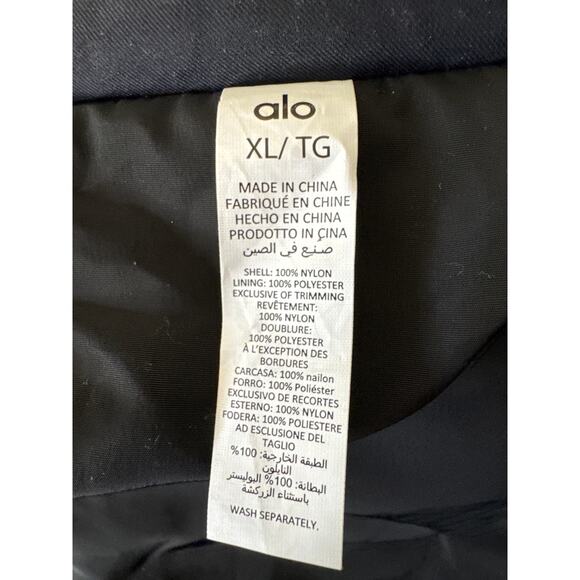 alo
XL/ TG
MADE IN CHINA
FABRIQUÉ EN CHINE
HECHO EN CHINA
PRODOTTO IN CINA
صُنع في الصين
SHELL: 100% NYLON
LINING: 100% POLYESTER
EXCLUSIVE OF TRIMMING
REVÊTEMENT:
100% NYLON
DOUBLURE:
100% POLYESTER
À L'EXCEPTION DES
BORDURES
CARCASA: 100% nailon
FORRO: 100% Poliéster
EXCLUSIVO DE RECORTES
ESTERNO: 100% NYLON
FODERA: 100% POLIESTERE
AD ESCLUSIONE DEL
TAGLIO
الطبقة الخارجية: 100%
النايلون
البطانة: 100% البوليستر
باستثناء الزركشة
WASH SEPARATELY.